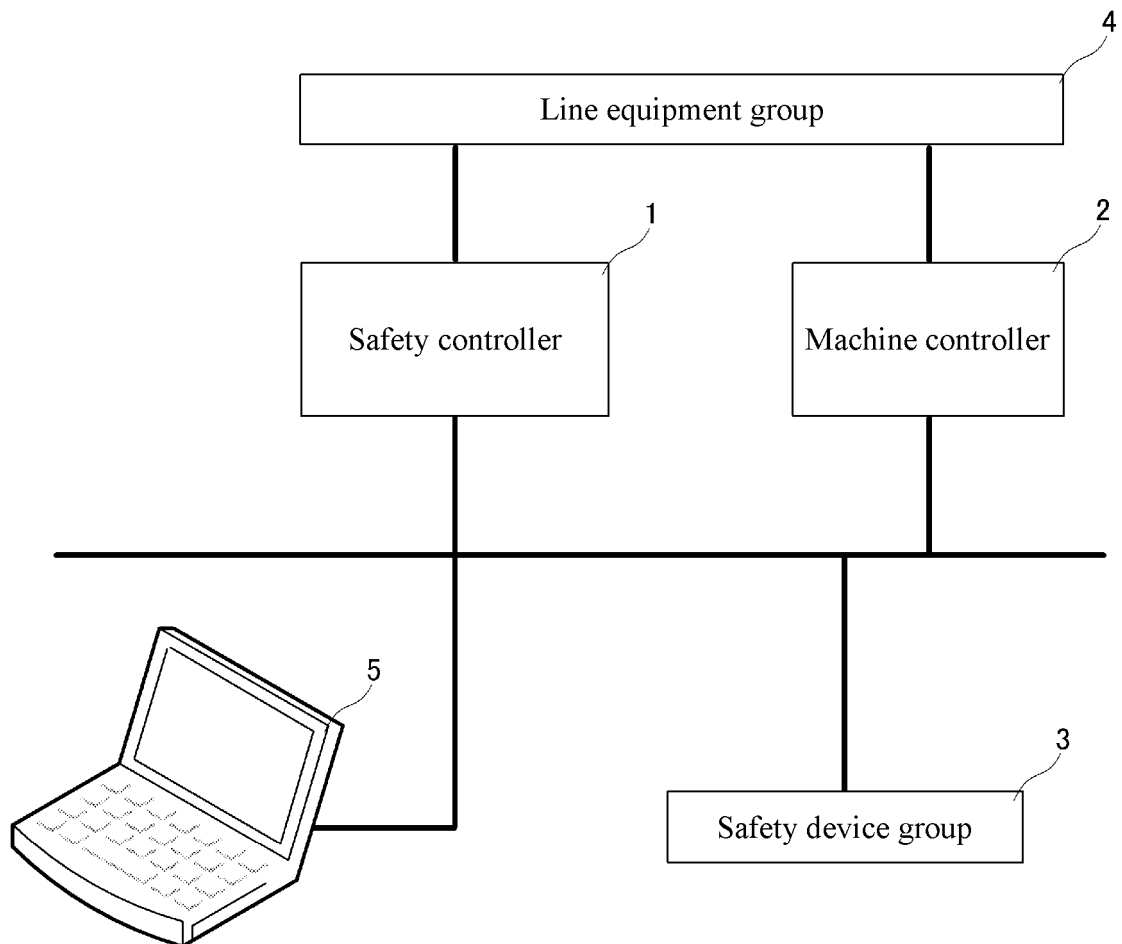 4
Line equipment group
1
2
Safety controller
Machine controller
5
3
Safety device group